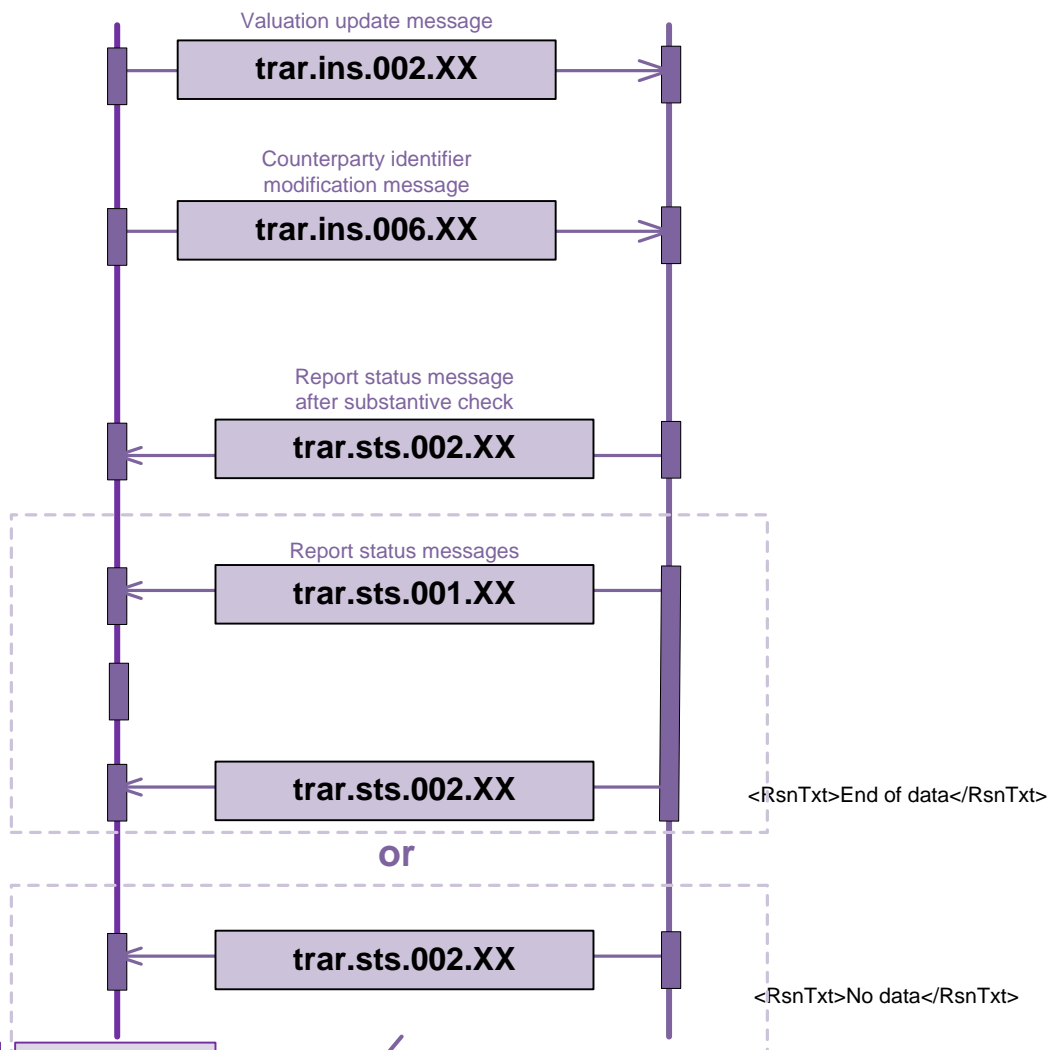 Valuation update message
trar.ins.002.XX
Counterparty identifier
modification message
trar.ins.006.XX
Report status message
after substantive check
trar.sts.002.XX
Report status messages
trar.sts.001.XX
trar.sts.002.XX
<RsnTxt>End of data</RsnTxt>
or
trar.sts.002.XX
<RsnTxt>No data</RsnTxt>